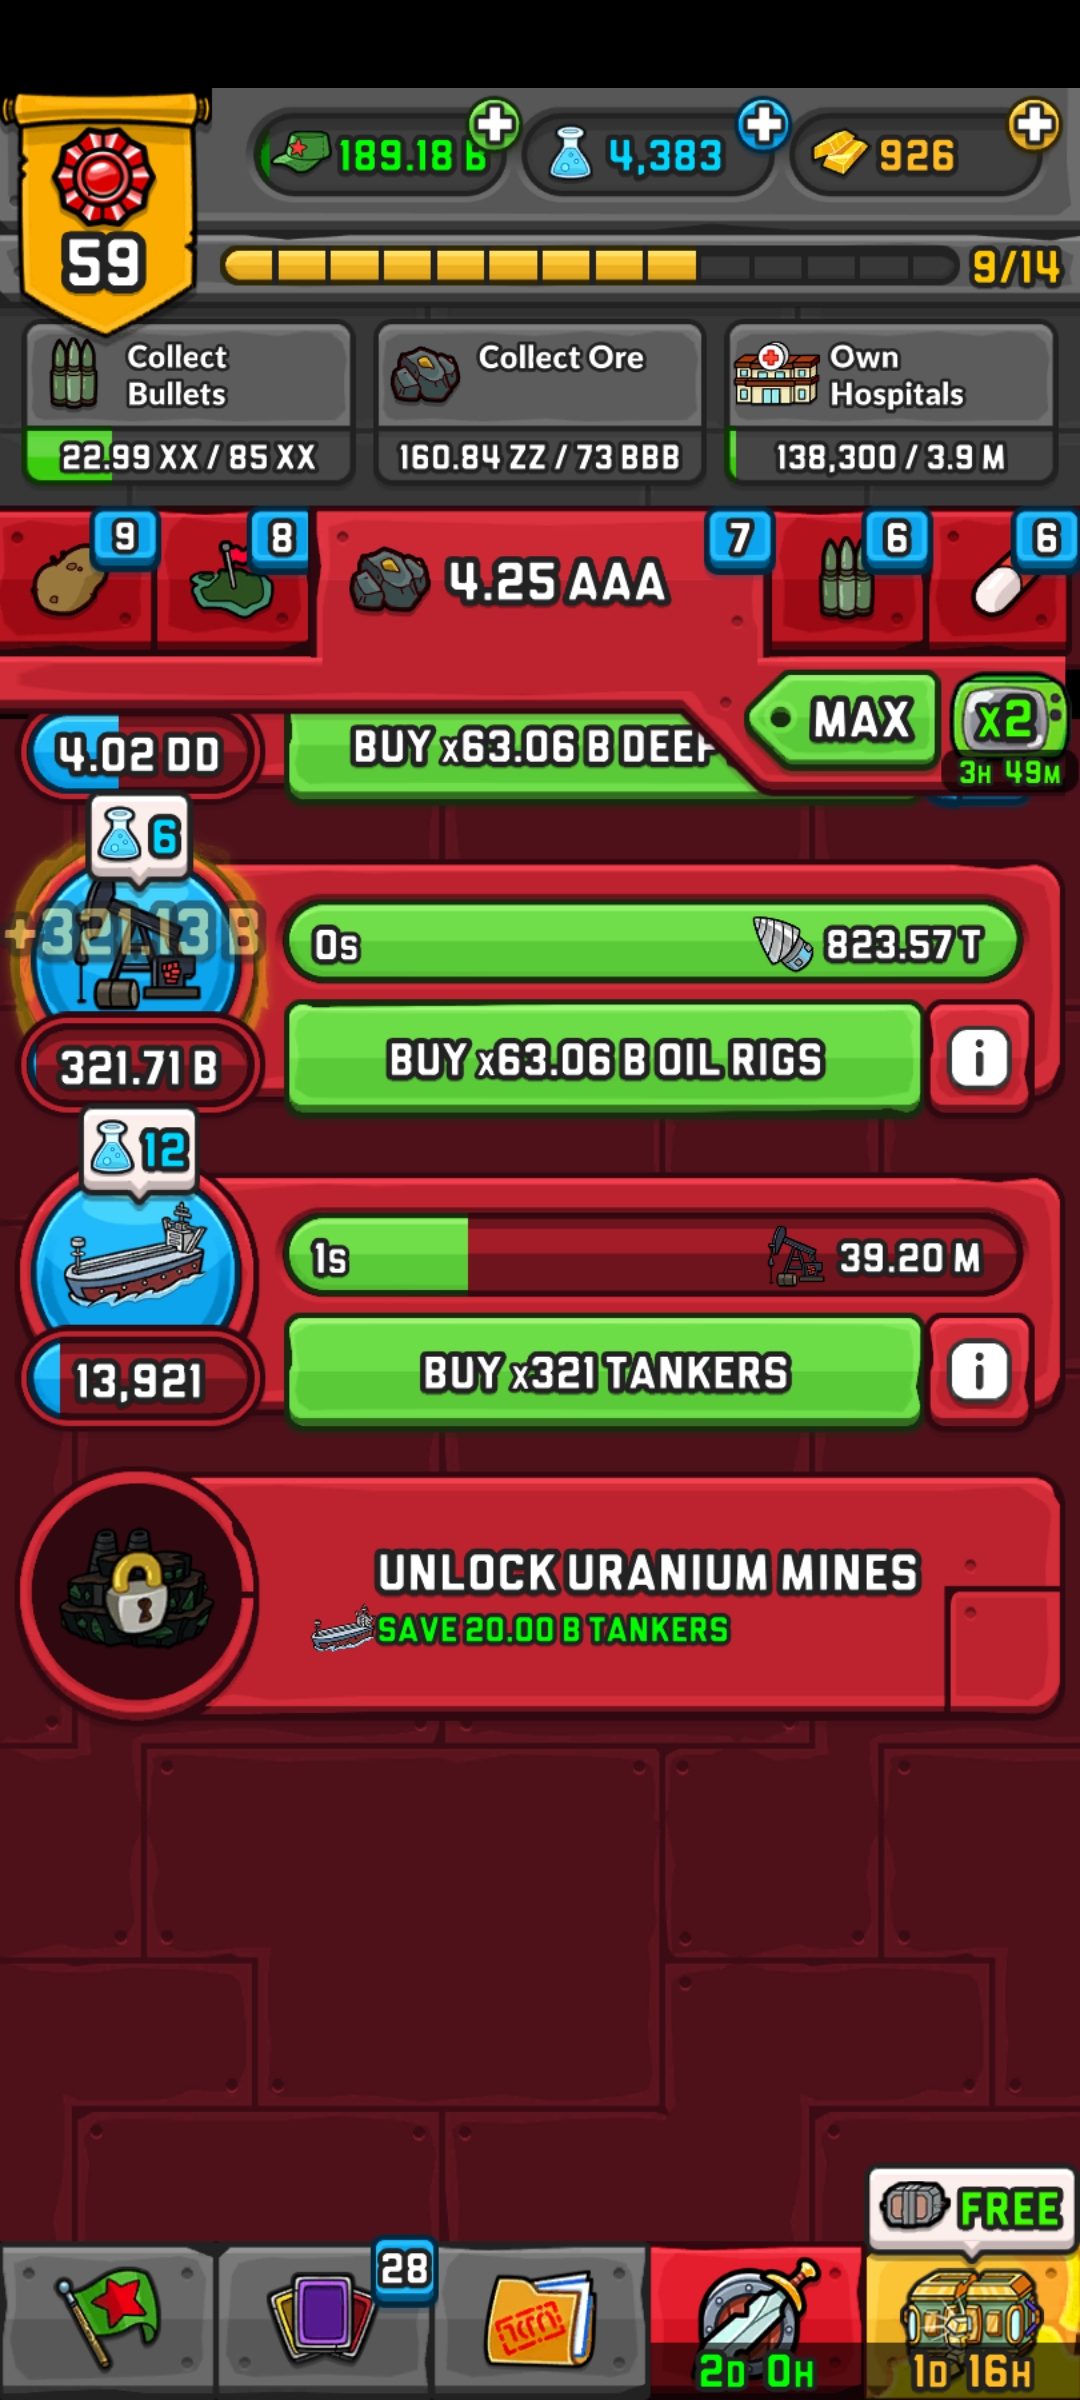 189.18 B
4,383
926
59
9/14
Collect
Bullets
22.99 XX / 85 XX
Collect Ore
160.84 ZZ / 73 BBB
Own
Hospitals
138,300 / 3.9 M
9
8
4.25 AAA
7
6
6
MAX
x2
3H 49M
4.02 DD
BUY x63.06 B DEEP
6
0s
823.57 T
321.71 B
BUY x63.06 B OIL RIGS
i
12
1s
39.20 M
13,921
BUY x321 TANKERS
i
UNLOCK URANIUM MINES
SAVE 20.00 B TANKERS
FREE
28
2D 0H
1D 16H